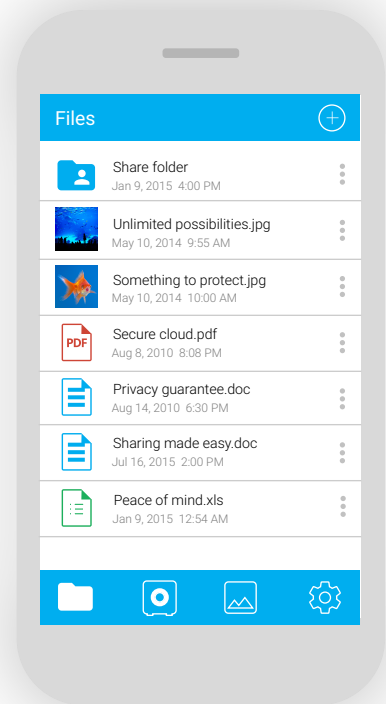 Files
Share folder
Jan 9, 2015 4:00 PM
Unlimited possibilities.jpg
May 10, 2014 9:55 AM
Something to protect.jpg
May 10, 2014 10:00 AM
PDF
Secure cloud.pdf
Aug 8, 2010 8:08 PM
Privacy guarantee.doc
Aug 14, 2010 6:30 PM
Sharing made easy.doc
Jul 16, 2015 2:00 PM
Peace of mind.xls
Jan 9, 2015 12:54 AM